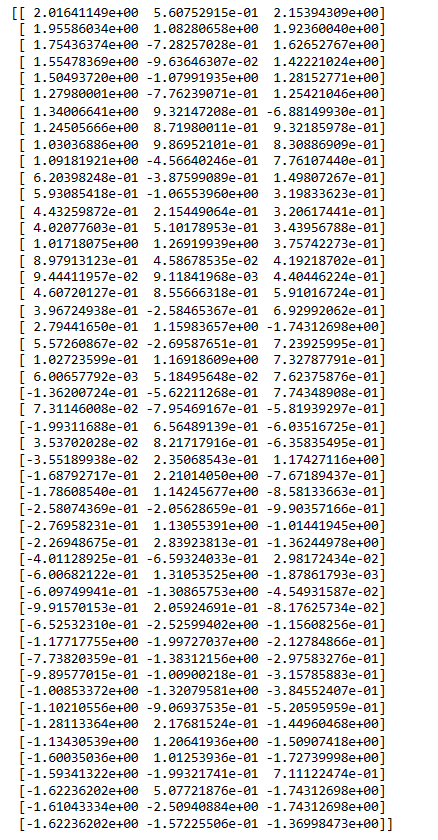 [[ 2.01641149e+00  5.60752915e-01  2.15394309e+00]
 [ 1.95586034e+00  1.08280658e+00  1.92360040e+00]
 [ 1.75436374e+00 -7.28257028e-01  1.62652767e+00]
 [ 1.55478369e+00 -9.63646307e-02  1.42221024e+00]
 [ 1.50493720e+00 -1.07991935e+00  1.28152771e+00]
 [ 1.27980001e+00 -7.76239071e-01  1.25421046e+00]
 [ 1.34006641e+00  9.32147208e-01 -6.88149930e-01]
 [ 1.24505666e+00  8.71980011e-01  9.32185978e-01]
 [ 1.03036886e+00  9.86952101e-01  8.30886909e-01]
 [ 1.09181921e+00 -4.56640246e-01  7.76107440e-01]
 [ 6.20398248e-01 -3.87599089e-01  1.49807267e-01]
 [ 5.93085418e-01 -1.06553960e+00  3.19833623e-01]
 [ 4.43259872e-01  2.15449064e-01  3.20617441e-01]
 [ 4.02077603e-01  5.10178953e-01  3.43956788e-01]
 [ 1.01718075e+00  1.26919939e+00  3.75742273e-01]
 [ 8.97913123e-01  4.58678535e-02  4.19218702e-01]
 [ 9.44411957e-02  9.11841968e-03  4.40446224e-01]
 [ 4.60720127e-01  8.55666318e-01  5.91016724e-01]
 [ 3.96724938e-01 -2.58465367e-01  6.92992062e-01]
 [ 2.79441650e-01  1.15983657e+00 -1.74312698e+00]
 [ 5.57260867e-02 -2.69587651e-01  7.23925995e-01]
 [ 1.02723599e-01  1.16918609e+00  7.32787791e-01]
 [ 6.00657792e-03  5.18495648e-02  7.62375876e-01]
 [-1.36200724e-01 -5.62211268e-01  7.74348908e-01]
 [ 7.31146008e-02 -7.95469167e-01 -5.81939297e-01]
 [-1.99311688e-01  6.56489139e-01 -6.03516725e-01]
 [ 3.53702028e-02  8.21717916e-01 -6.35835495e-01]
 [-3.55189938e-02  2.35068543e-01  1.17427116e+00]
 [-1.68792717e-01  2.21014050e+00 -7.67189437e-01]
 [-1.78608540e-01  1.14245677e+00 -8.58133663e-01]
 [-2.58074369e-01 -2.05628659e-01 -9.90357166e-01]
 [-2.76958231e-01  1.13055391e+00 -1.01441945e+00]
 [-2.26948675e-01  2.83923813e-01 -1.36244978e+00]
 [-4.01128925e-01 -6.59324033e-01  2.98172434e-02]
 [-6.00682122e-01  1.31053525e+00 -1.87861793e-03]
 [-6.09749941e-01 -1.30865753e+00 -4.54931587e-02]
 [-9.91570153e-01  2.05924691e-01 -8.17625734e-02]
 [-6.52532310e-01 -2.52599402e+00 -1.15608256e-01]
 [-1.17717755e+00 -1.99727037e+00 -2.12784866e-01]
 [-7.73820359e-01 -1.38312156e+00 -2.97583276e-01]
 [-9.89577015e-01 -1.00900218e-01 -3.15785883e-01]
 [-1.00853372e+00 -1.32079581e+00 -3.84552407e-01]
 [-1.10210556e+00 -9.06937535e-01 -5.20595959e-01]
 [-1.28113364e+00  2.17681524e-01 -1.44960468e+00]
 [-1.13430539e+00  1.20641936e+00 -1.50907418e+00]
 [-1.60035036e+00  1.01253936e+00 -1.72739998e+00]
 [-1.59341322e+00 -1.99321741e-01  7.11122474e-01]
 [-1.62236202e+00  5.07721876e-01 -1.74312698e+00]
 [-1.61043334e+00 -2.50940884e+00 -1.74312698e+00]
 [-1.62236202e+00 -1.57225506e-01 -1.36998473e+00]]